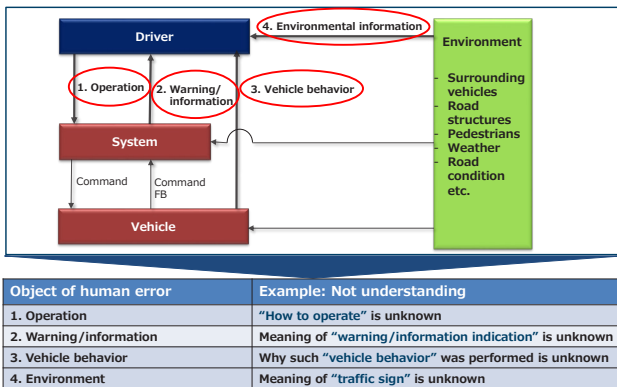 4. Environmental information
Driver
Environment
1. Operation
2. Warning/
information
3. Vehicle behavior
- Surrounding
vehicles
- Road
structures
- Pedestrians
- Weather
- Road
condition
etc.
System
Command
Command
FB
Vehicle
Object of human error
Example: Not understanding
1. Operation
“How to operate” is unknown
2. Warning/information
Meaning of “warning/information indication” is unknown
3. Vehicle behavior
Why such “vehicle behavior” was performed is unknown
4. Environment
Meaning of “traffic sign” is unknown